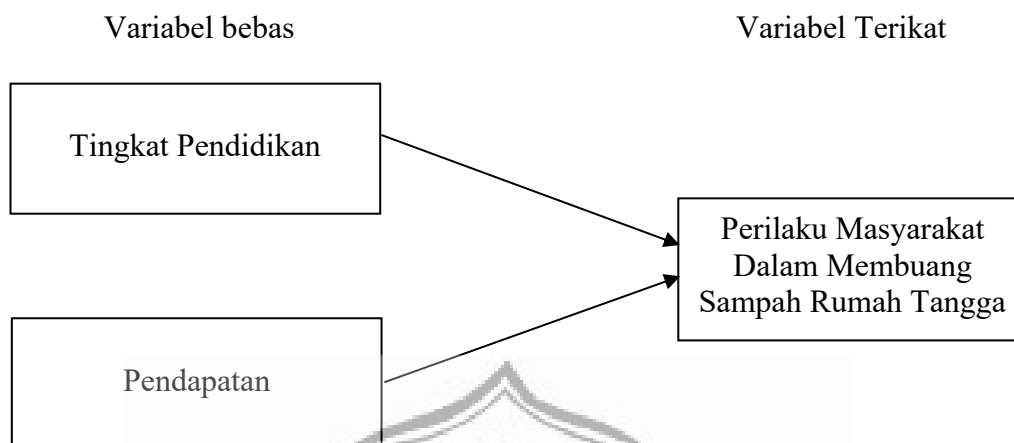 Variabel bebas
Variabel Terikat
Tingkat Pendidikan
Perilaku Masyarakat
Dalam Membuang
Sampah Rumah Tangga
Pendapatan